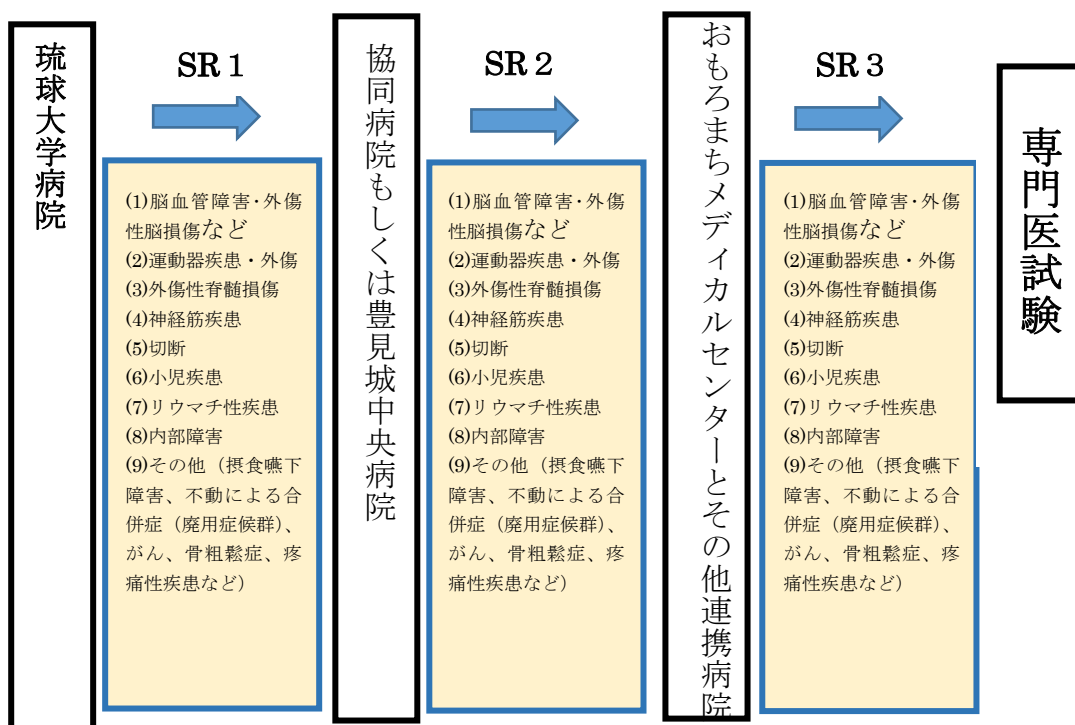 琉球大学病院
SR 1
(1)脳血管障害・外傷
性脳損傷など
(2)運動器疾患・外傷
(3)外傷性脊髄損傷
(4)神経筋疾患
(5)切断
(6)小児疾患
(7)リウマチ性疾患
(8)内部障害
(9)その他（摂食嚥下
障害、不動による合
併症（廃用症候群)、
がん、骨粗鬆症、疼
痛性疾患など）
協同病院もしくは豊見城中央病院
SR 2
(1)脳血管障害・外傷
性脳損傷など
(2)運動器疾患・外傷
(3)外傷性脊髄損傷
(4)神経筋疾患
(5)切断
(6)小児疾患
(7)リウマチ性疾患
(8)内部障害
(9)その他（摂食嚥下
障害、不動による合
併症（廃用症候群)、
がん、骨粗鬆症、疼
痛性疾患など）
おもろまちメディカルセンターとその他連携病院
SR 3
(1)脳血管障害・外傷
性脳損傷など
(2)運動器疾患・外傷
(3)外傷性脊髄損傷
(4)神経筋疾患
(5)切断
(6)小児疾患
(7)リウマチ性疾患
(8)内部障害
(9)その他（摂食嚥下
障害、不動による合
併症（廃用症候群)、
がん、骨粗鬆症、疼
痛性疾患など）
専門医試験